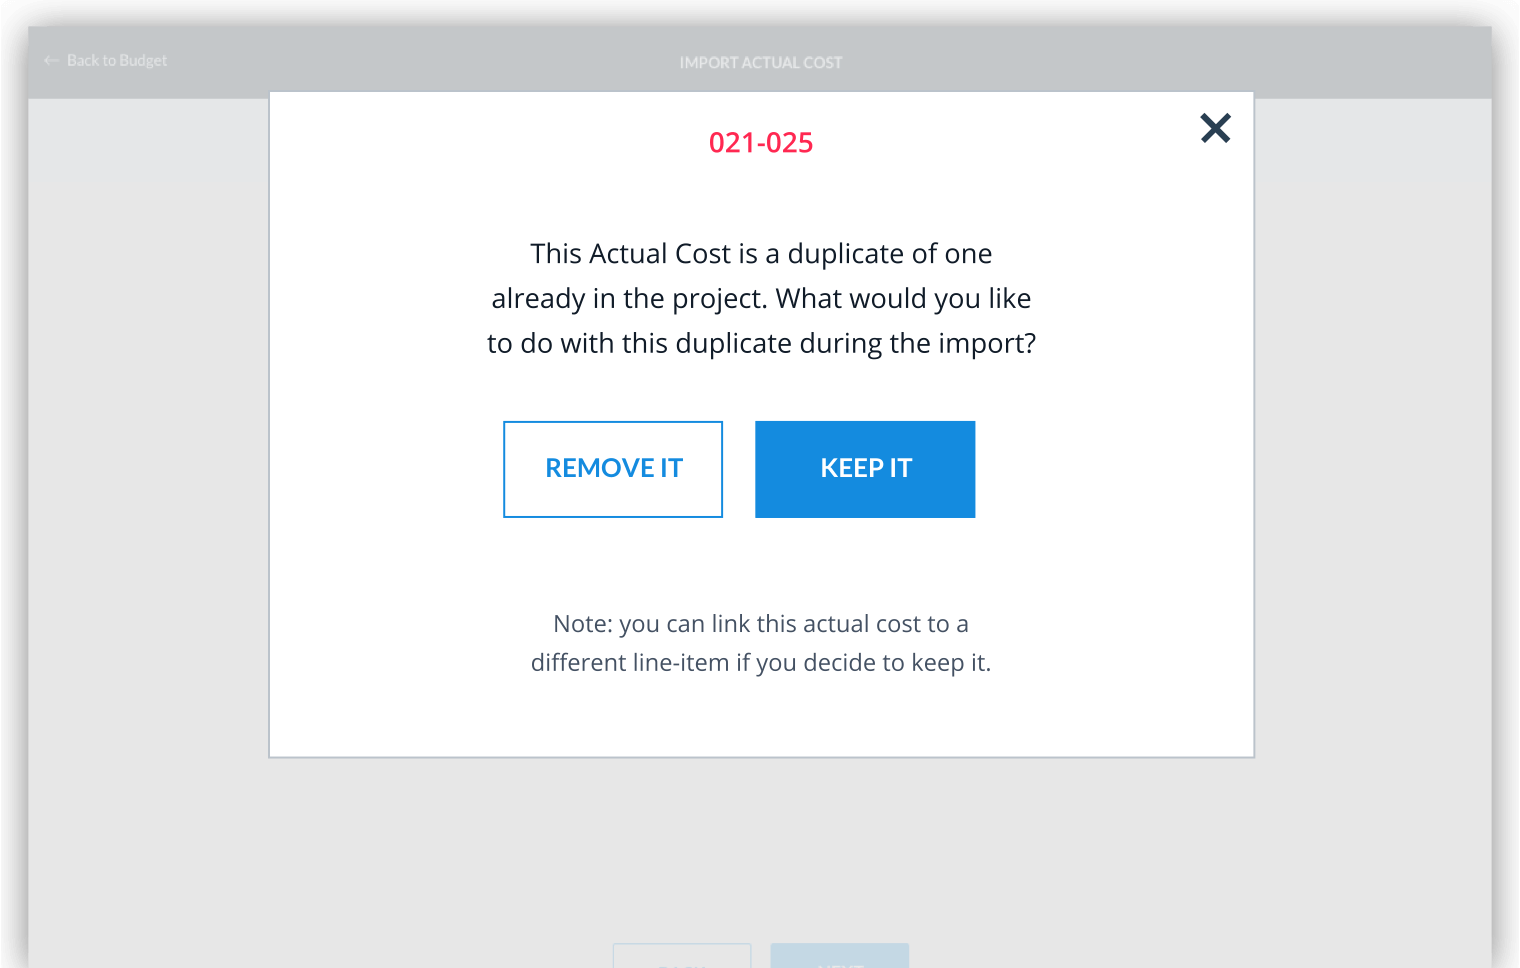 Back to Budget
IMPORT ACTUAL COST
021-025
This Actual Cost is a duplicate of one
already in the project. What would you like
to do with this duplicate during the import?
REMOVE IT
KEEP IT
Note: you can link this actual cost to a
different line-item if you decide to keep it.